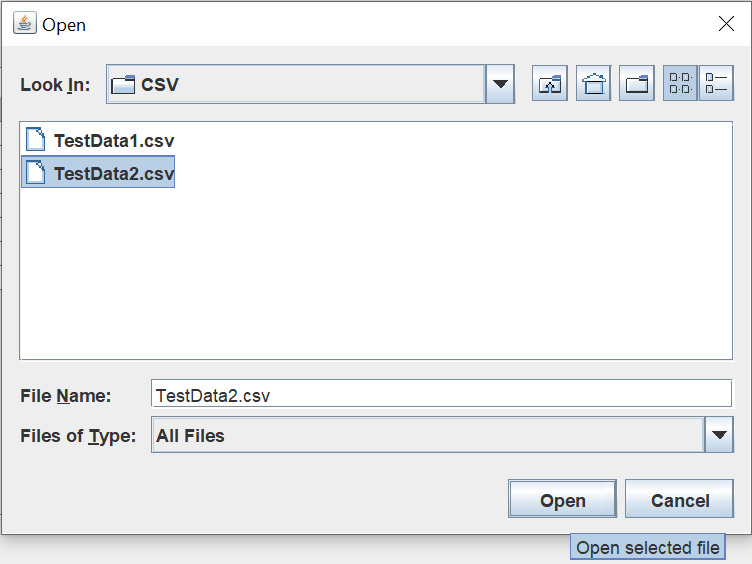 Open
Look In: CSV
TestData1.csv
TestData2.csv
File Name: TestData2.csv
Files of Type: All Files
Open Cancel
Open selected file